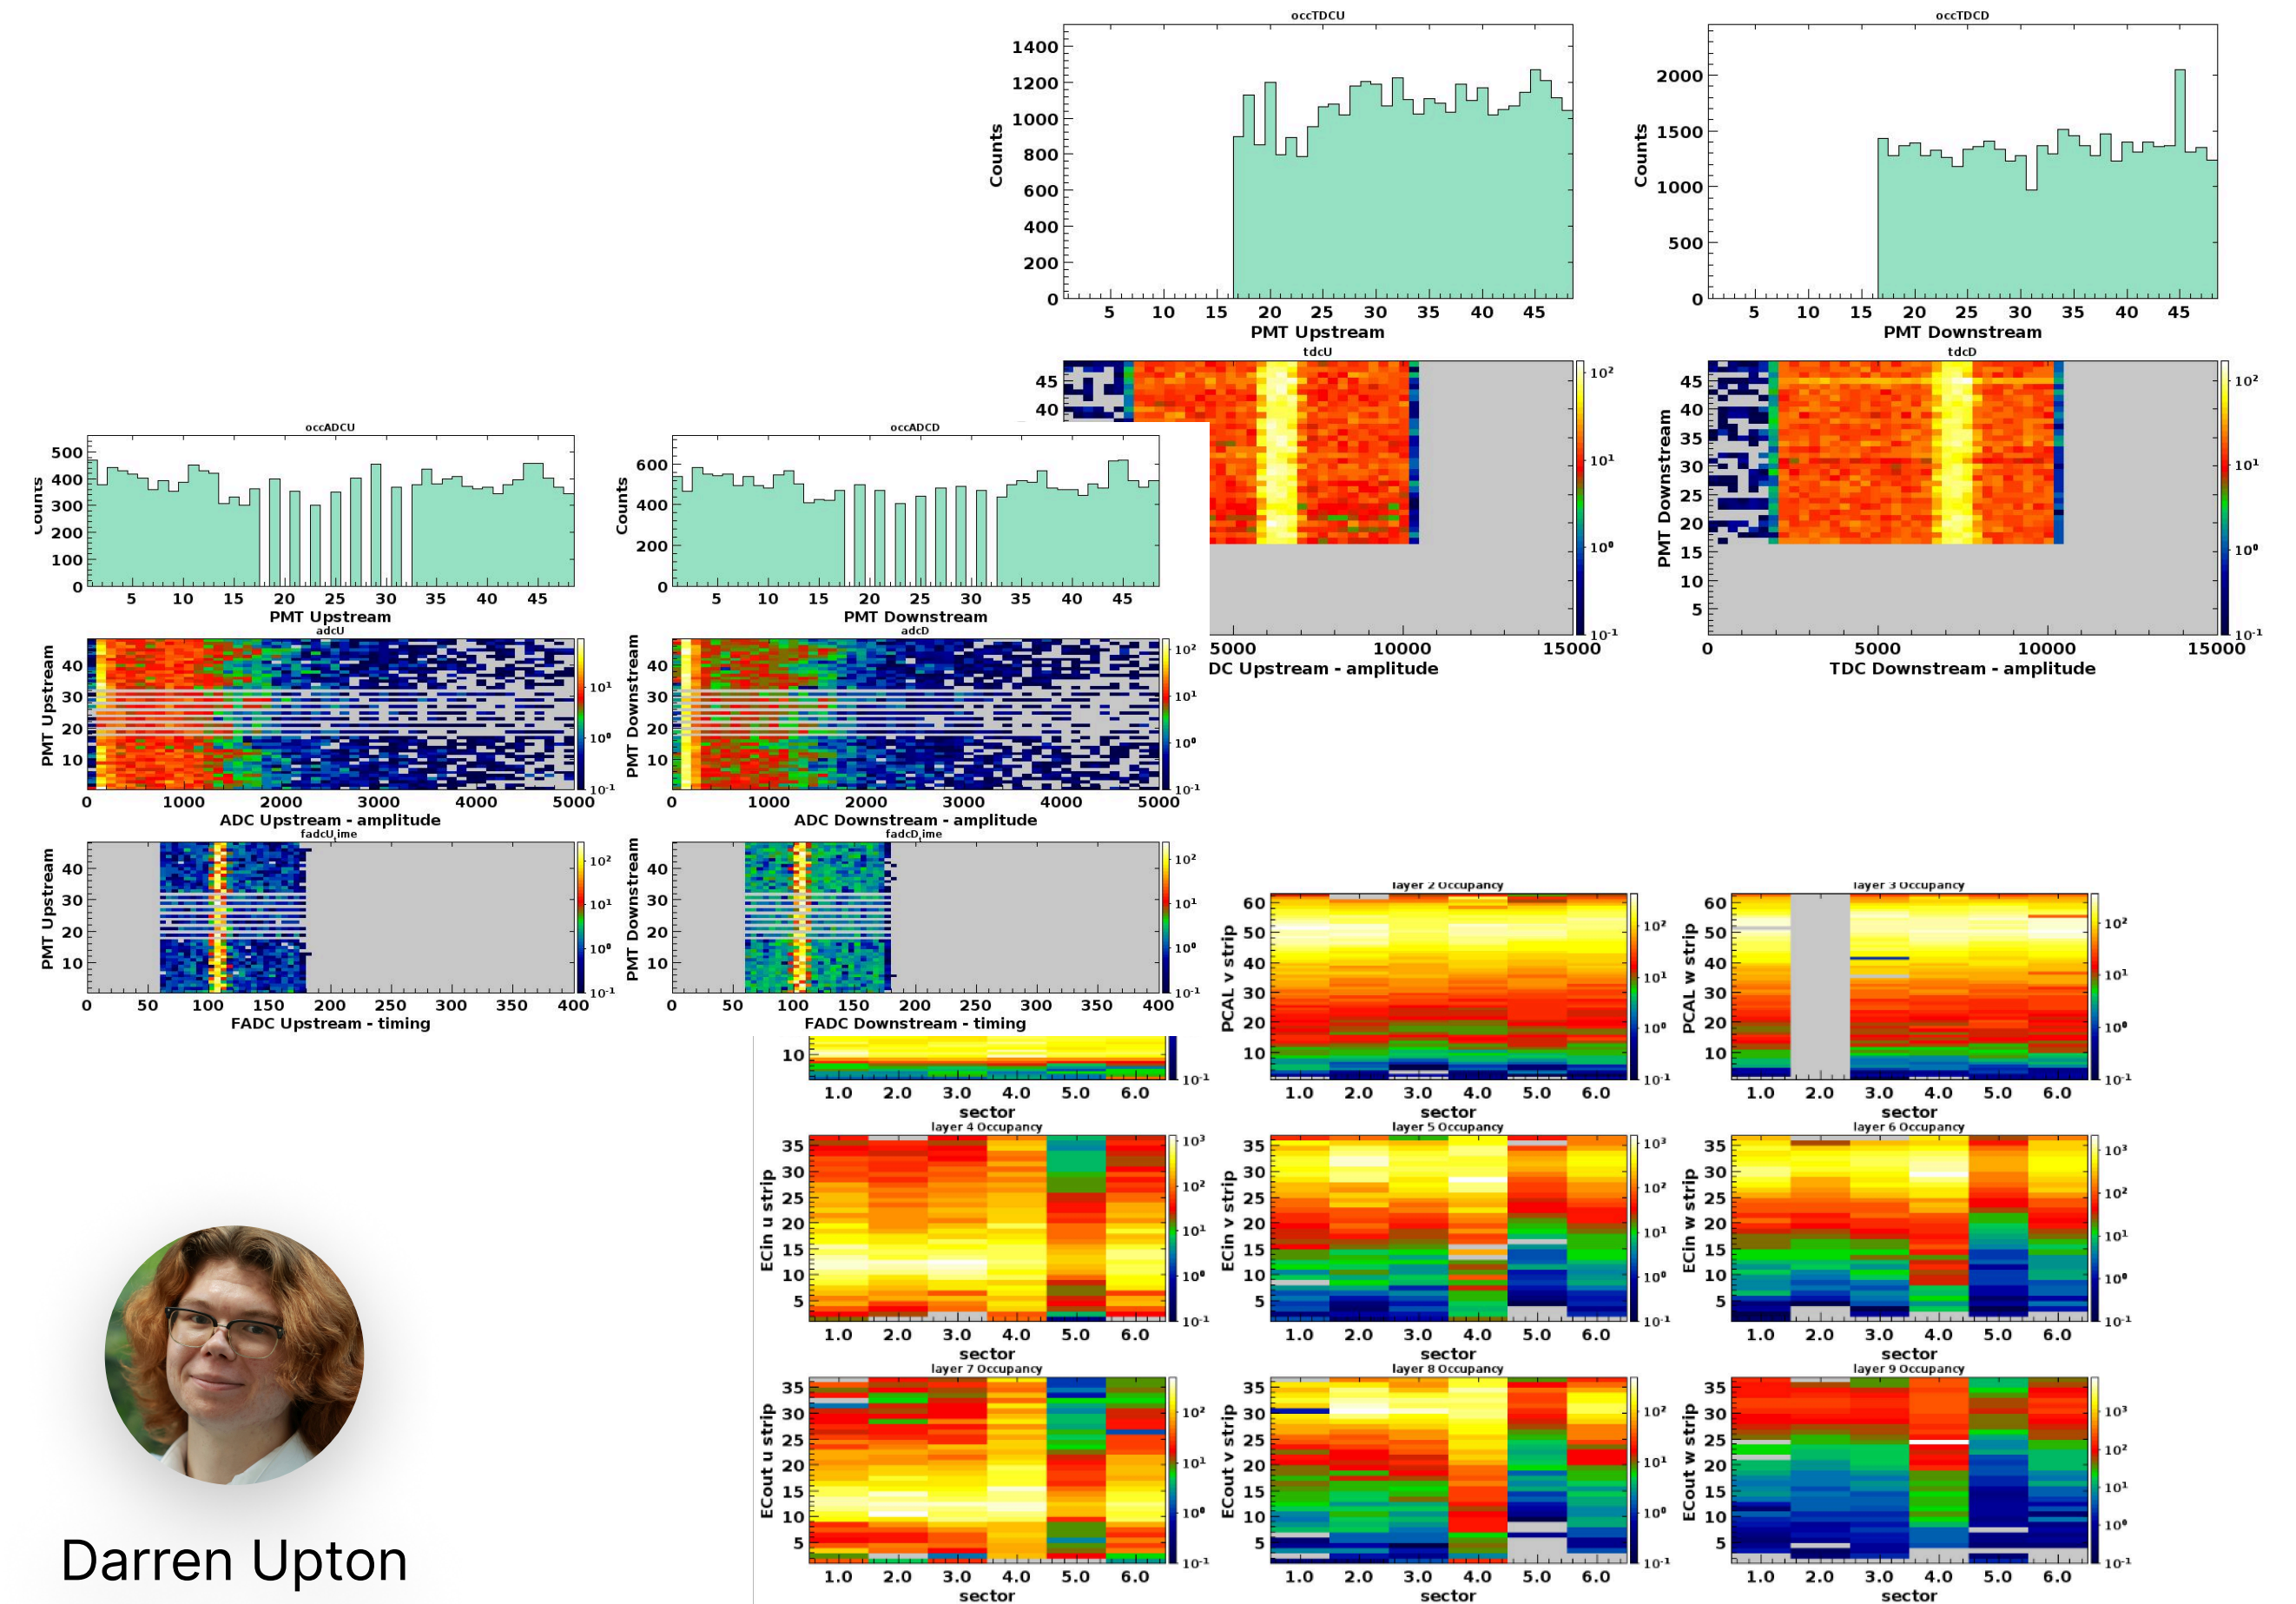 occTDCU
1400
1200
1000
800
600
400
200
0
Counts
5 10 15 20 25 30 35 40 45
PMT Upstream
occTDCD
2000
1500
1000
500
0
Counts
5 10 15 20 25 30 35 40 45
PMT Downstream
tdcU
45
40
10²
10¹
10⁰
10⁻¹
5000 10000 15000
DC Upstream - amplitude
tdcD
PMT Downstream
45
40
35
30
25
20
15
10
5
10²
10¹
10⁰
10⁻¹
0 5000 10000 15000
TDC Downstream - amplitude
occADCU
500
400
300
200
100
0
Counts
5 10 15 20 25 30 35 40 45
PMT Upstream
occADCD
600
400
200
0
Counts
5 10 15 20 25 30 35 40 45
PMT Downstream
adcU
PMT Upstream
40
30
20
10
10¹
10⁰
10⁻¹
0 1000 2000 3000 4000 5000
ADC Upstream - amplitude
adcD
PMT Downstream
40
30
20
10
10²
10¹
10⁰
10⁻¹
0 1000 2000 3000 4000 5000
ADC Downstream - amplitude
fadcU,ime
PMT Upstream
40
30
20
10
10²
10¹
10⁰
10⁻¹
0 50 100 150 200 250 300 350 400
FADC Upstream - timing
fadcD,ime
PMT Downstream
40
30
20
10
10²
10¹
10⁰
10⁻¹
0 50 100 150 200 250 300 350 400
FADC Downstream - timing
10
10⁻¹
1.0 2.0 3.0 4.0 5.0 6.0
sector
layer 2 Occupancy
PCAL v strip
60
50
40
30
20
10
10²
10¹
10⁰
10⁻¹
1.0 2.0 3.0 4.0 5.0 6.0
sector
layer 3 Occupancy
PCAL w strip
60
50
40
30
20
10
10²
10¹
10⁰
10⁻¹
1.0 2.0 3.0 4.0 5.0 6.0
sector
layer 4 Occupancy
ECin u strip
35
30
25
20
15
10
5
10³
10²
10¹
10⁰
10⁻¹
1.0 2.0 3.0 4.0 5.0 6.0
sector
layer 5 Occupancy
ECin v strip
35
30
25
20
15
10
5
10³
10²
10¹
10⁰
10⁻¹
1.0 2.0 3.0 4.0 5.0 6.0
sector
layer 6 Occupancy
ECin w strip
35
30
25
20
15
10
5
10³
10²
10¹
10⁰
10⁻¹
1.0 2.0 3.0 4.0 5.0 6.0
sector
layer 7 Occupancy
ECout u strip
35
30
25
20
15
10
5
10²
10¹
10⁰
10⁻¹
1.0 2.0 3.0 4.0 5.0 6.0
sector
layer 8 Occupancy
ECout v strip
35
30
25
20
15
10
5
10²
10¹
10⁰
10⁻¹
1.0 2.0 3.0 4.0 5.0 6.0
sector
layer 9 Occupancy
ECout w strip
35
30
25
20
15
10
5
10³
10²
10¹
10⁰
10⁻¹
1.0 2.0 3.0 4.0 5.0 6.0
sector
Darren Upton